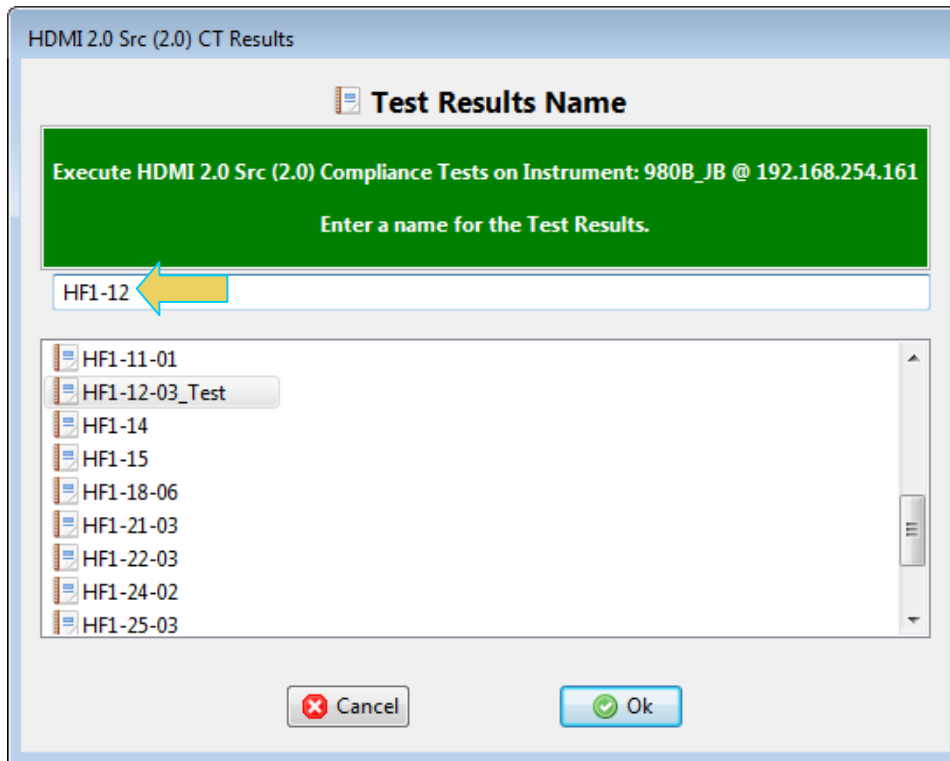 HDMI 2.0 Src (2.0) CT Results
Test Results Name
Execute HDMI 2.0 Src (2.0) Compliance Tests on Instrument: 980B_JB @ 192.168.254.161
Enter a name for the Test Results.
HF1-12
HF1-11-01
HF1-12-03_Test
HF1-14
HF1-15
HF1-18-06
HF1-21-03
HF1-22-03
HF1-24-02
HF1-25-03
Cancel
Ok